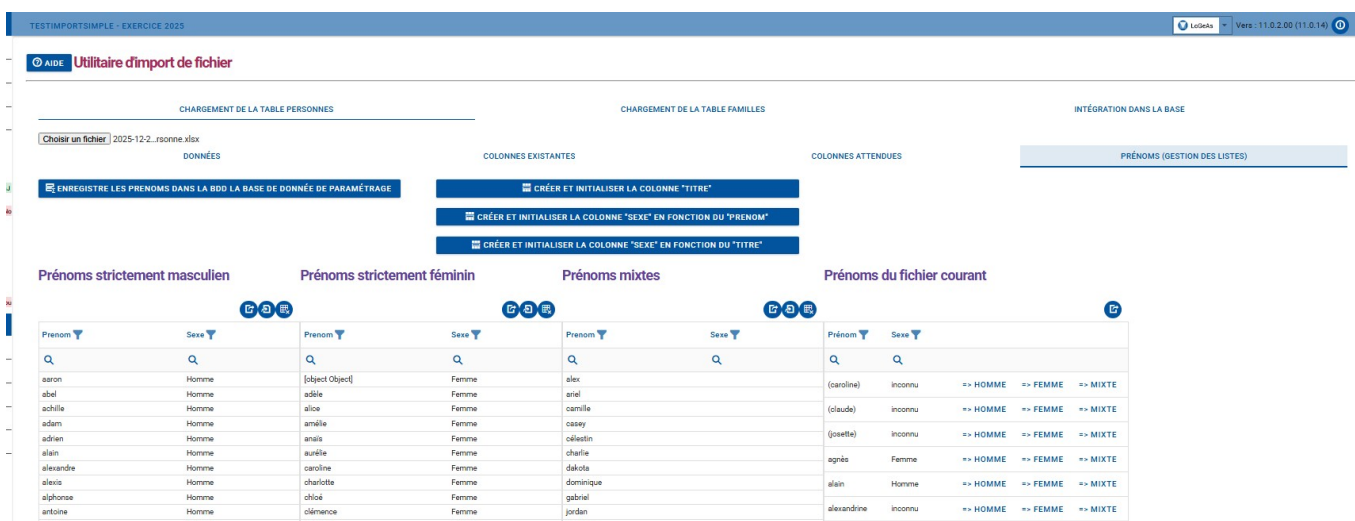 TESTIMPORTSIMPLE - EXERCICE 2025 LoGeAs Vers : 11.0.2.00 (11.0.14)
AIDE Utilitaire d'import de fichier
CHARGEMENT DE LA TABLE PERSONNES CHARGEMENT DE LA TABLE FAMILLES INTÉGRATION DANS LA BASE
Choisir un fichier 2025-12-2...rsonne.xlsx
DONNÉES COLONNES EXISTANTES COLONNES ATTENDUES PRÉNOMS (GESTION DES LISTES)
ENREGISTRE LES PRENOMS DANS LA BDD LA BASE DE DONNÉE DE PARAMÉTRAGE CRÉER ET INITIALISER LA COLONNE "TITRE"
CRÉER ET INITIALISER LA COLONNE "SEXE" EN FONCTION DU "PRENOM"
CRÉER ET INITIALISER LA COLONNE "SEXE" EN FONCTION DU "TITRE"
Prénoms strictement masculien Prénoms strictement féminin Prénoms mixtes Prénoms du fichier courant
Prenom Sexe Prenom Sexe Prenom Sexe Prénom Sexe
aaron Homme [object Object] Femme alex
(caroline) inconnu => HOMME => FEMME => MIXTE
abel Homme adèle Femme ariel
achille Homme alice Femme camille
(claude) inconnu => HOMME => FEMME => MIXTE
adam Homme amélie Femme casey
adrien Homme anaïs Femme célestin
(josette) inconnu => HOMME => FEMME => MIXTE
alain Homme aurélie Femme charlie
agnès Femme => HOMME => FEMME => MIXTE
alexandre Homme caroline Femme dakota
alexis Homme charlotte Femme dominique
alain Homme => HOMME => FEMME => MIXTE
alphonse Homme chloé Femme gabriel
antoine Homme clémence Femme jordan
alexandrine inconnu => HOMME => FEMME => MIXTE